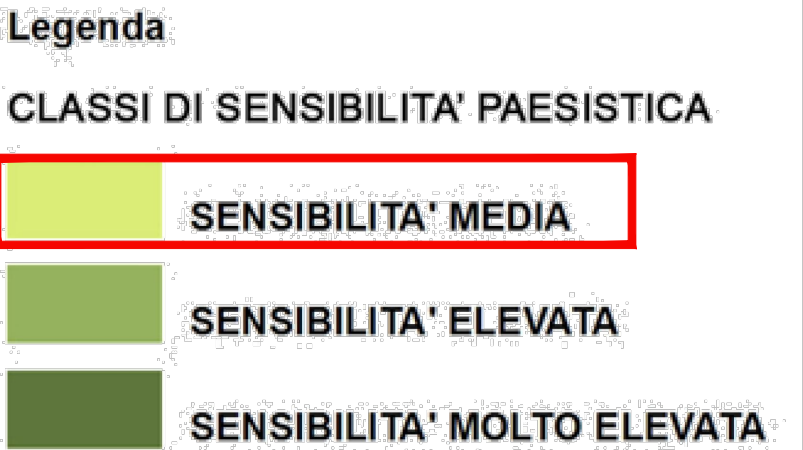 Legenda
CLASSI DI SENSIBILITA' PAESISTICA
SENSIBILITA' MEDIA
SENSIBILITA' ELEVATA
SENSIBILITA' MOLTO ELEVATA